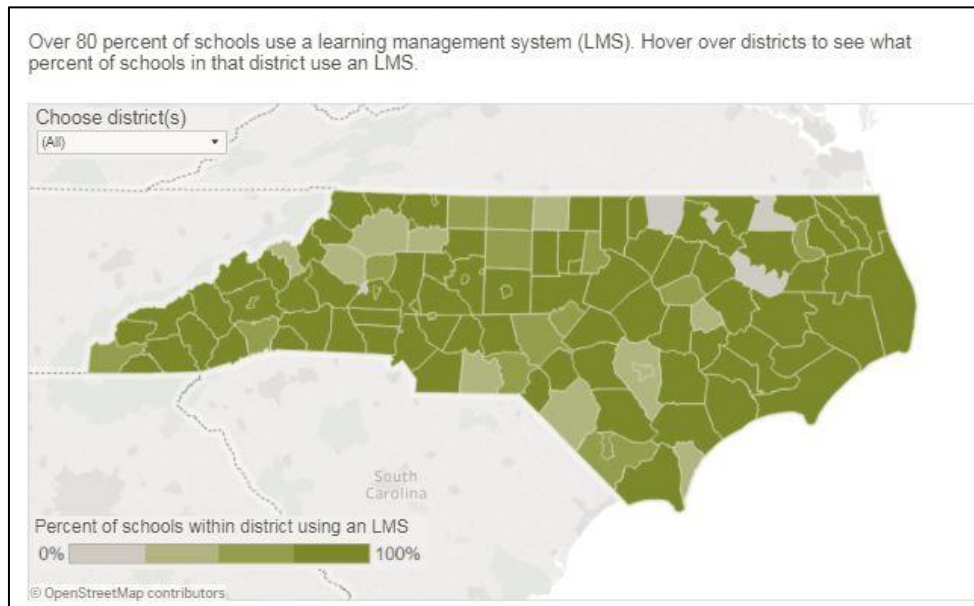 Over 80 percent of schools use a learning management system (LMS). Hover over districts to see what
percent of schools in that district use an LMS.
Choose district(s)
(All)
South
Carolina
Percent of schools within district using an LMS
0% 100%
© OpenStreetMap contributors